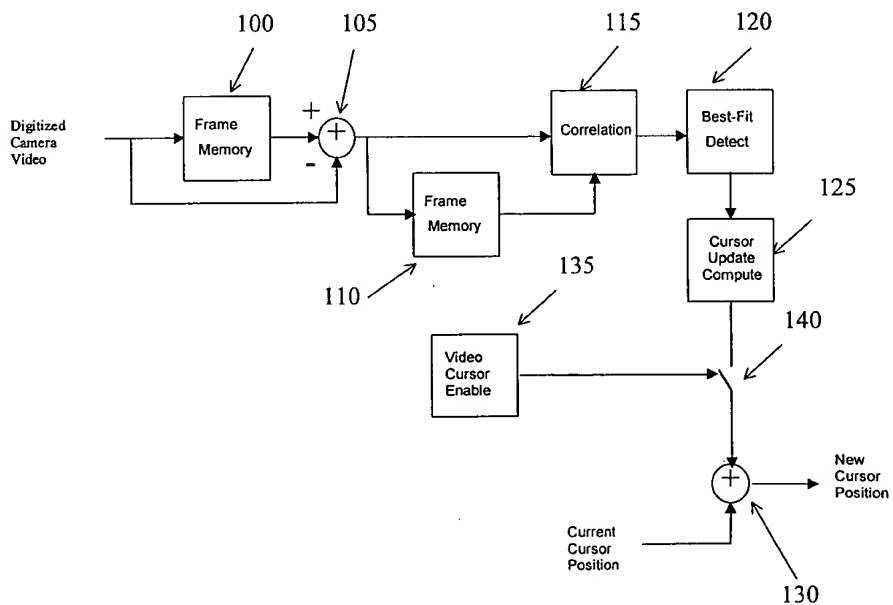 100
105
115
120
Digitized
Camera
Video
Frame
Memory
+
+
-
Correlation
Best-Fit
Detect
Frame
Memory
110
125
Cursor
Update
Compute
135
140
Video
Cursor
Enable
+
New
Cursor
Position
Current
Cursor
Position
130